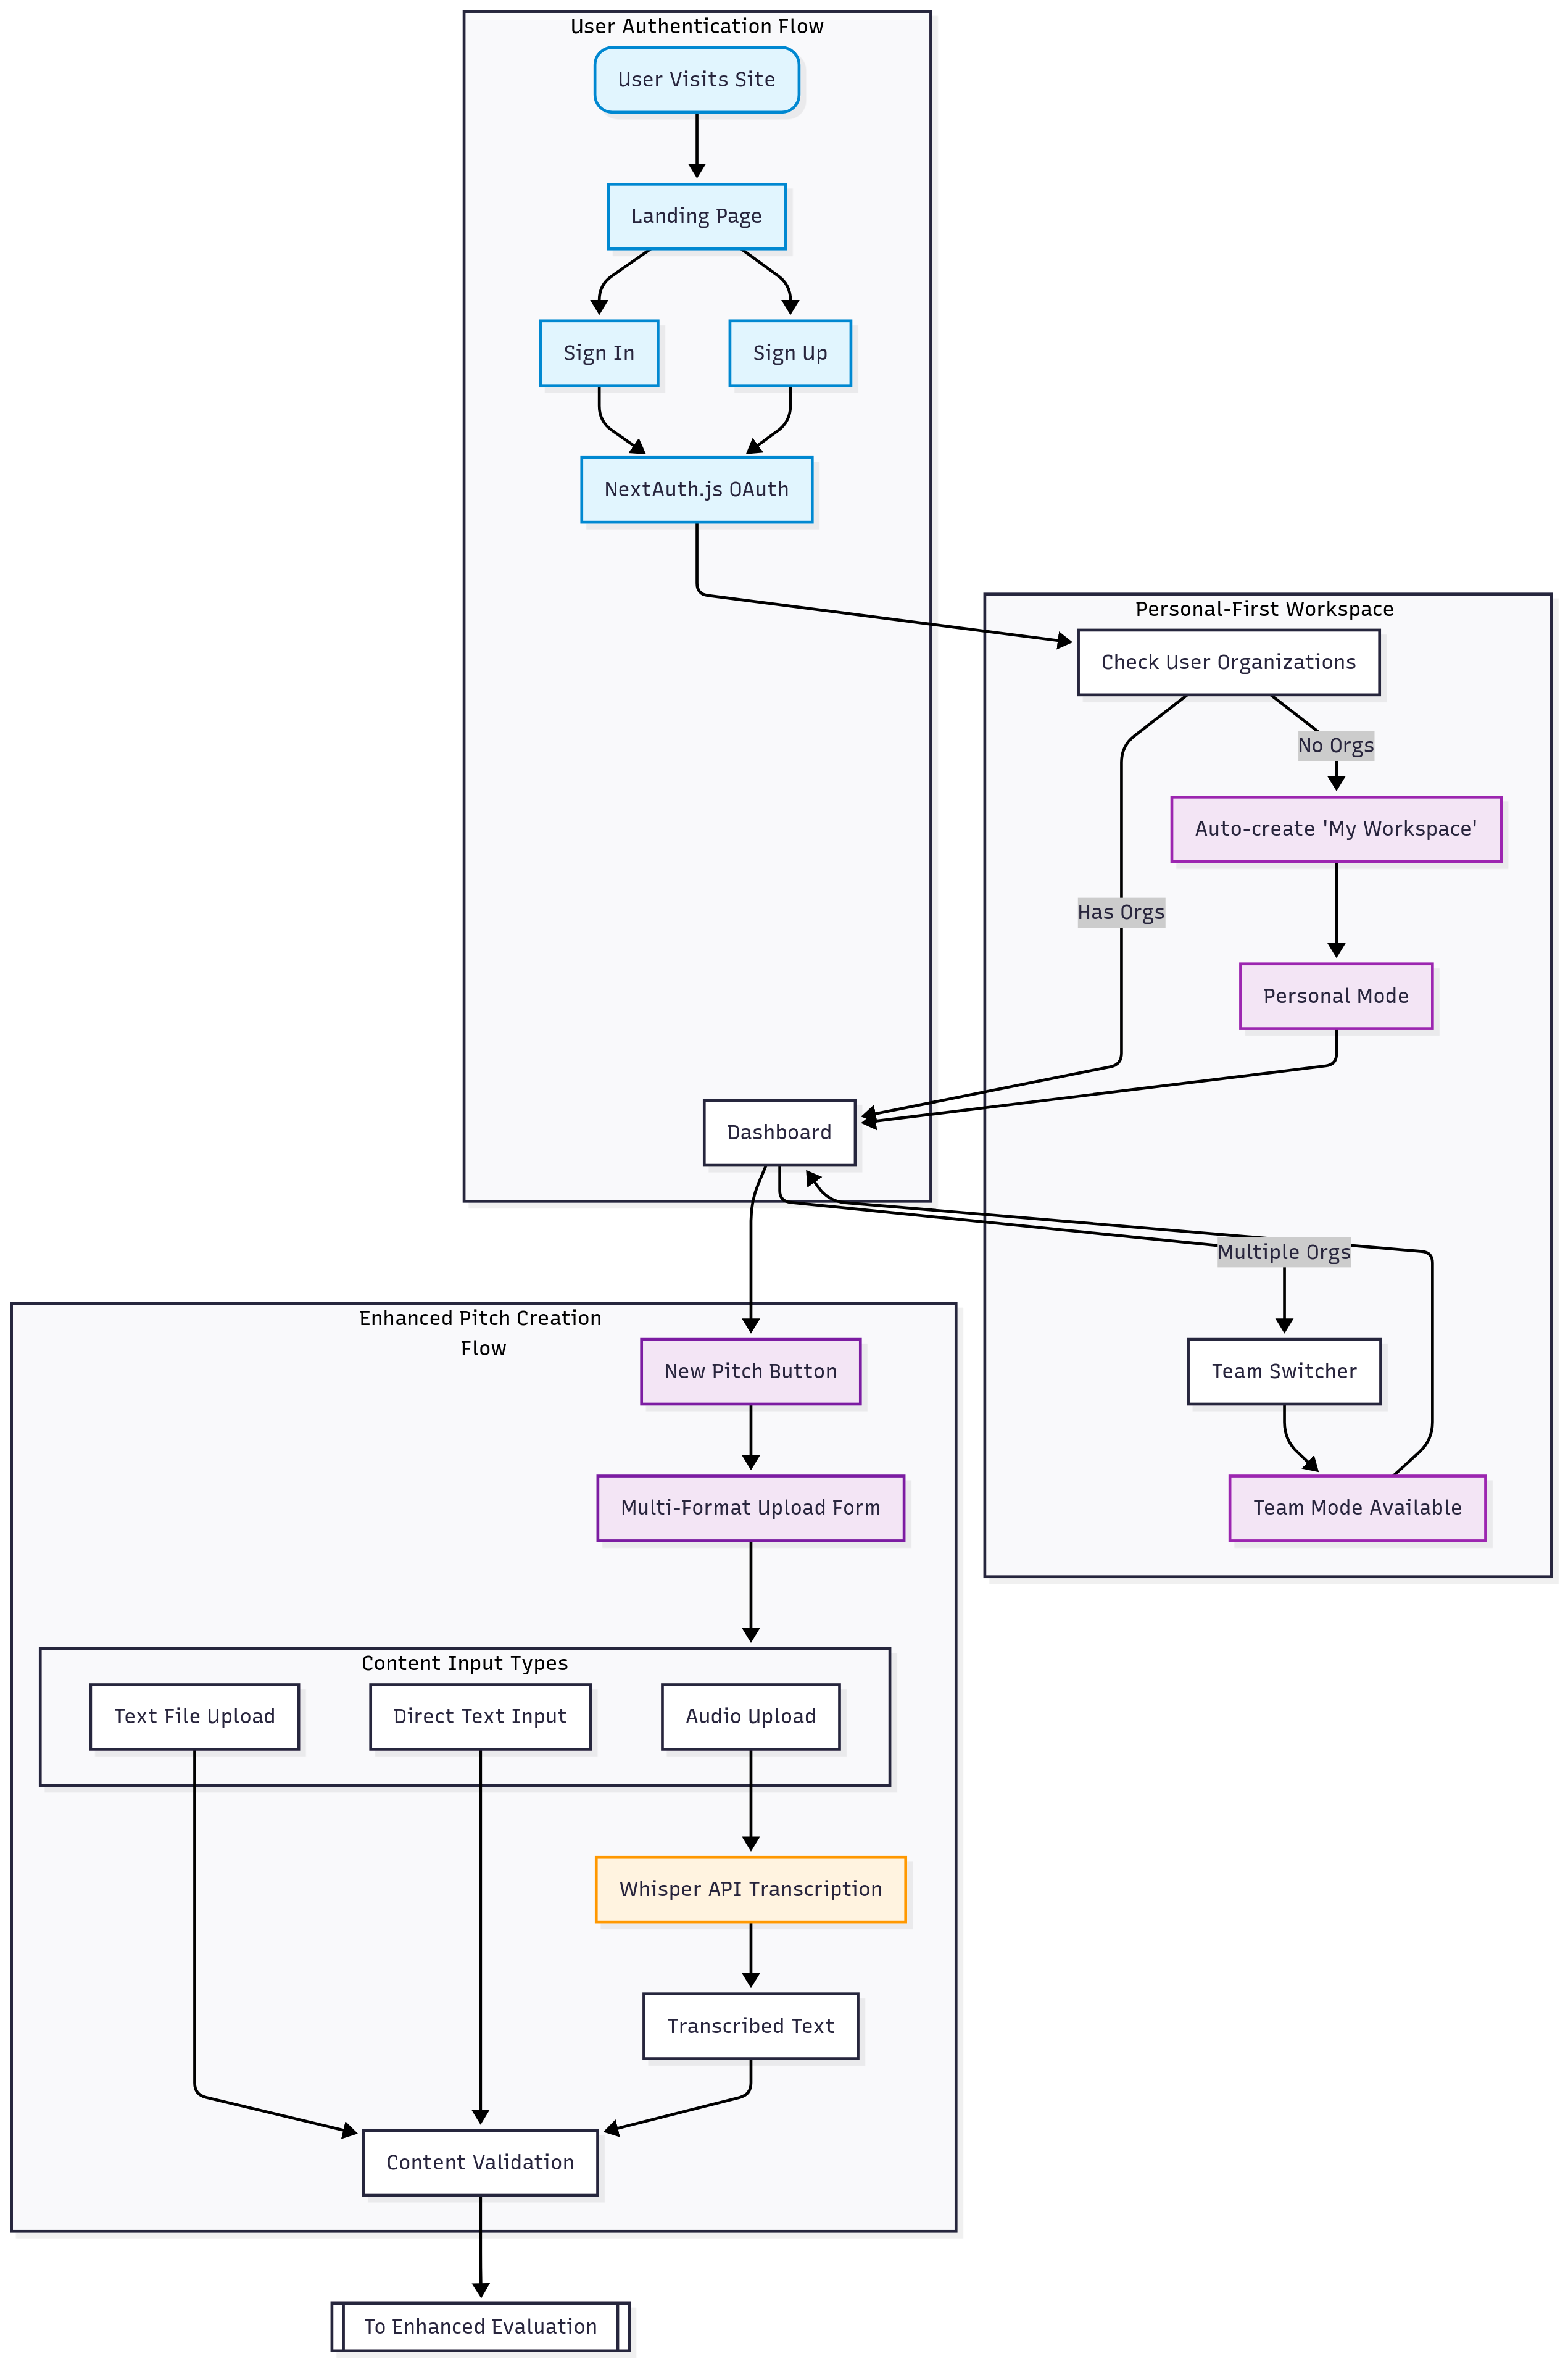 User Authentication Flow
User Visits Site
Landing Page
Sign In
Sign Up
NextAuth.js OAuth
Personal-First Workspace
Check User Organizations
No Orgs
Auto-create 'My Workspace'
Has Orgs
Personal Mode
Dashboard
Multiple Orgs
Team Switcher
Team Mode Available
Enhanced Pitch Creation
Flow
New Pitch Button
Multi-Format Upload Form
Content Input Types
Text File Upload
Direct Text Input
Audio Upload
Whisper API Transcription
Transcribed Text
Content Validation
To Enhanced Evaluation